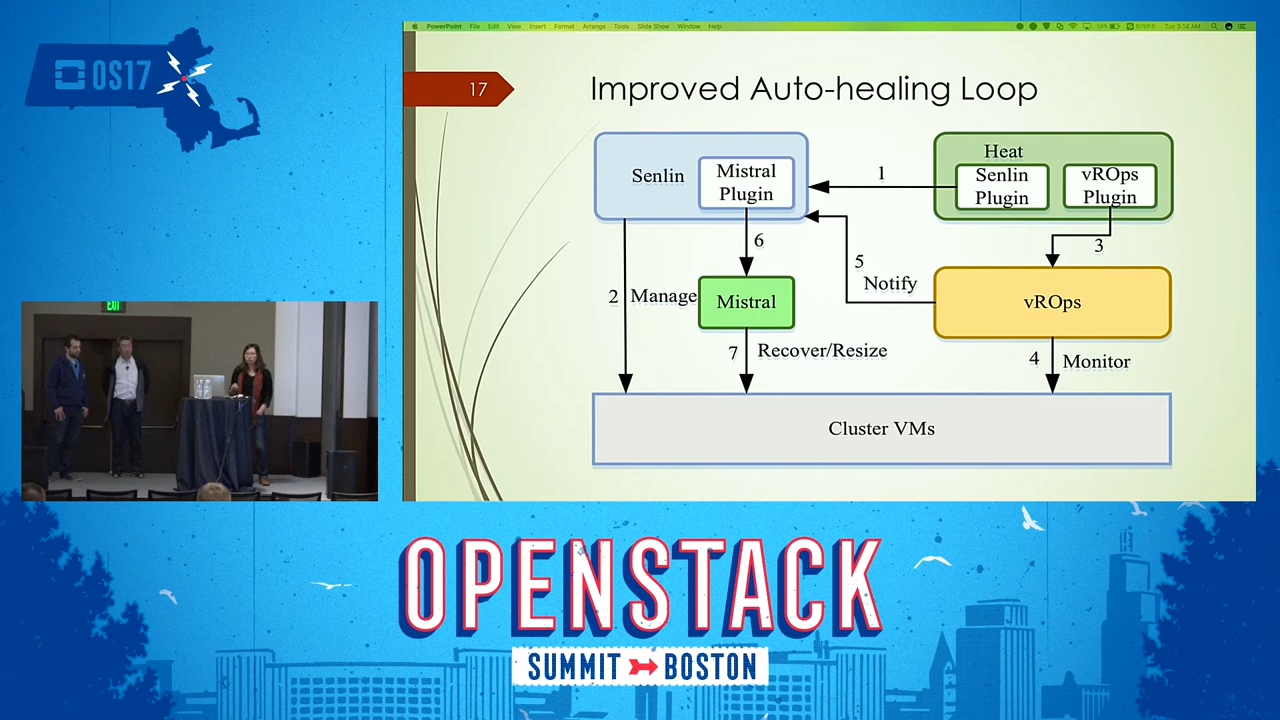 OS17
PowerPoint File Edit View Insert Format Arrange Tools Slide Show Window Help
17
Improved Auto-healing Loop
Senlin
Mistral
Plugin
Heat
Senlin
Plugin
vROps
Plugin
1
2
Manage
6
3
5
Notify
Mistral
vROps
7
Recover/Resize
4
Monitor
Cluster VMs
EXIT
OPENSTACK
SUMMIT BOSTON